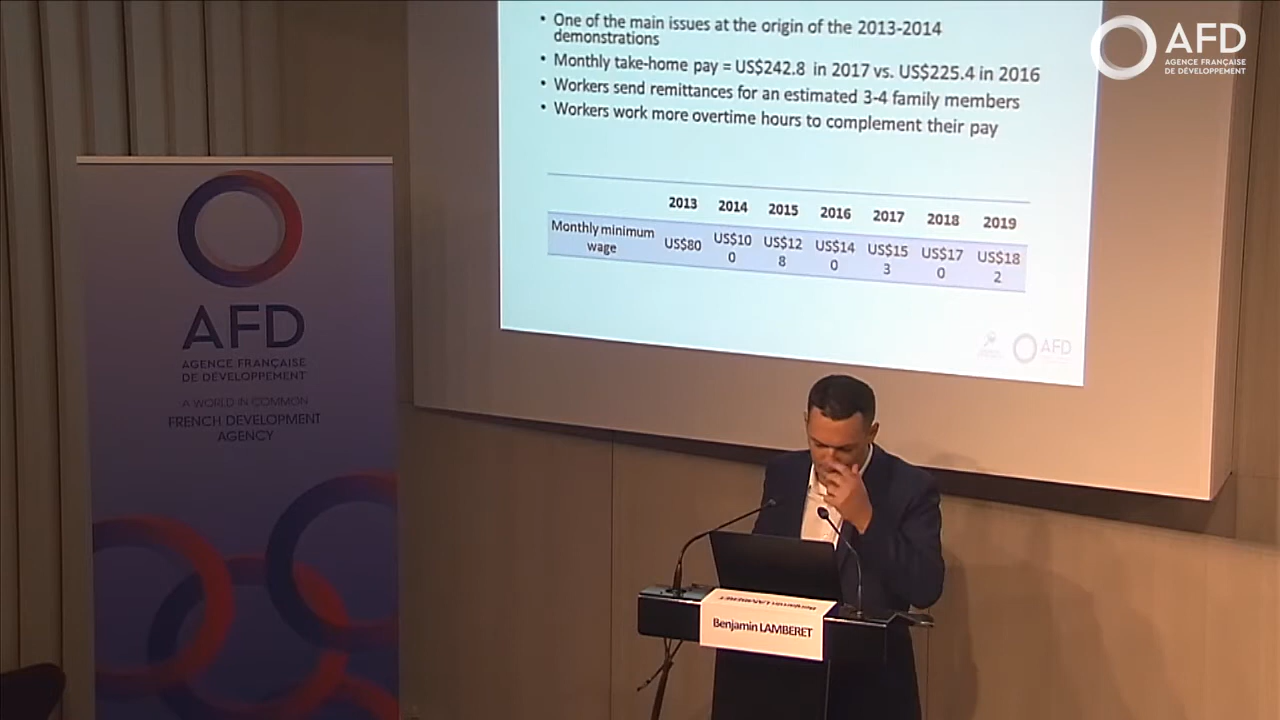 • One of the main issues at the origin of the 2013-2014
demonstrations
• Monthly take-home pay = US$242.8 in 2017 vs. US$225.4 in 2016
• Workers send remittances for an estimated 3-4 family members
• Workers work more overtime hours to complement their pay
2013 2014 2015 2016 2017 2018 2019
Monthly minimum
wage
US$80 US$10 US$12 US$14 US$15 US$17 US$18
0 8 0 3 0 2
AFD
AFD
AGENCE FRANÇAISE
DE DÉVELOPPEMENT
AFD
AGENCE FRANÇAISE
DE DÉVELOPPEMENT
A WORLD IN COMMON
FRENCH DEVELOPMENT
AGENCY
Benjamin LAMBERET
Benjamin LAMBERET